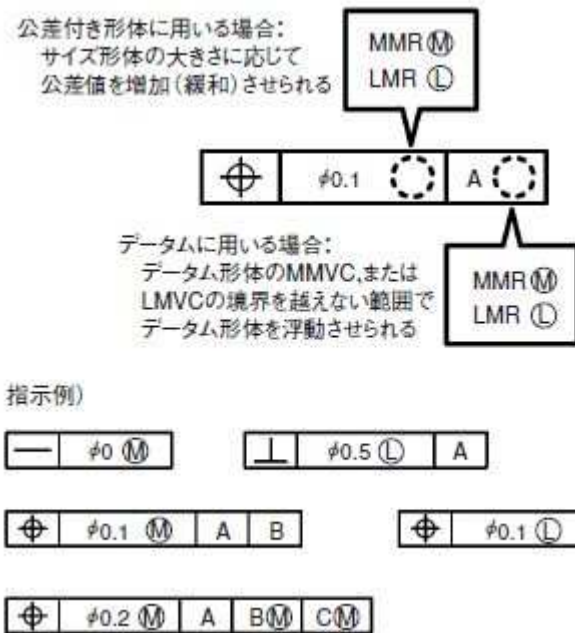 公差付き形体に用いる場合:
サイズ形体の大きさに応じて
公差値を増加(緩和)させられる
MMR Ⓜ
LMR Ⓛ
⌖ φ0.1 A
データムに用いる場合:
データム形体のMMVC,または
LMVCの境界を越えない範囲で
データム形体を浮動させられる
MMR Ⓜ
LMR Ⓛ
指示例)
⏤ φ0 Ⓜ
⟂ φ0.5 Ⓛ A
⌖ φ0.1 Ⓜ A B
⌖ φ0.1 Ⓛ
⌖ φ0.2 Ⓜ A BⓂ CⓂ